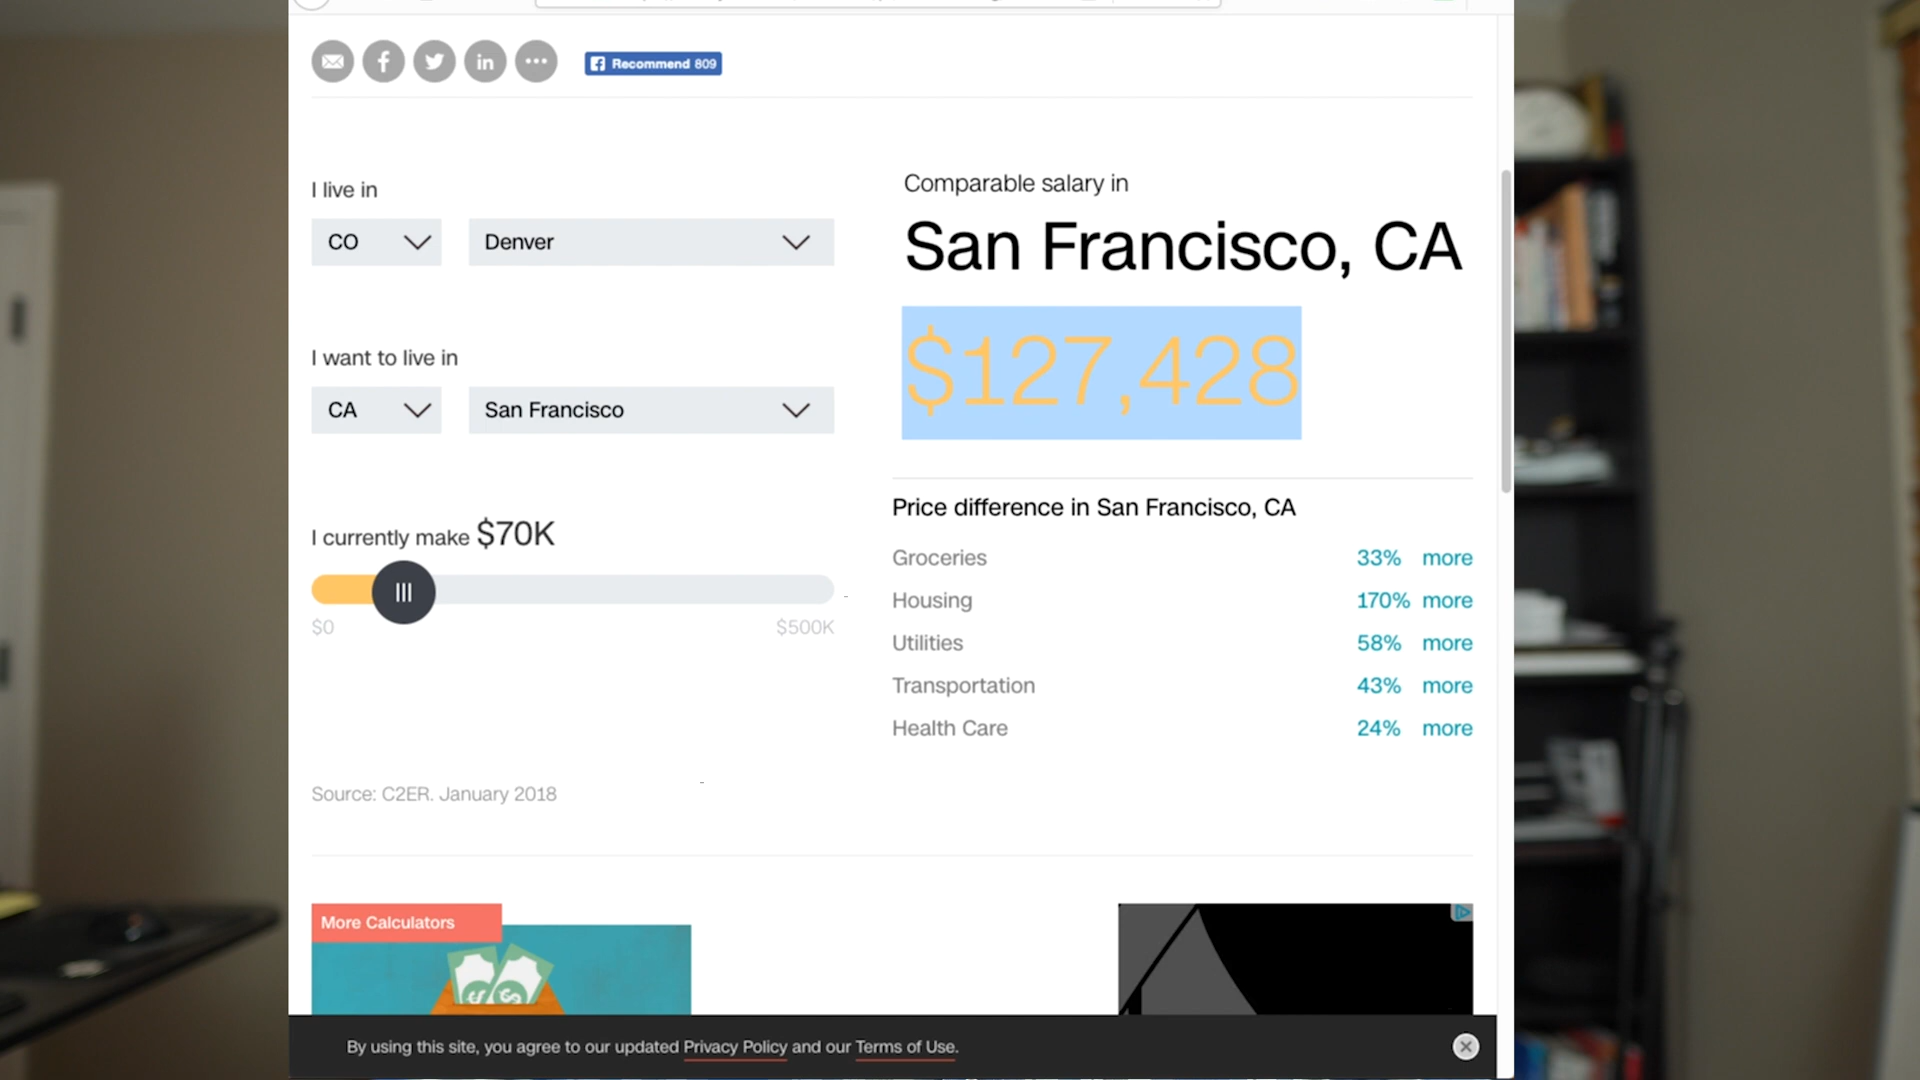 Recommend 809
I live in
CO
Denver
I want to live in
CA
San Francisco
I currently make $70K
$0
$500K
Comparable salary in
San Francisco, CA
$127,428
Price difference in San Francisco, CA
Groceries 33% more
Housing 170% more
Utilities 58% more
Transportation 43% more
Health Care 24% more
Source: C2ER. January 2018
More Calculators
By using this site, you agree to our updated Privacy Policy and our Terms of Use.